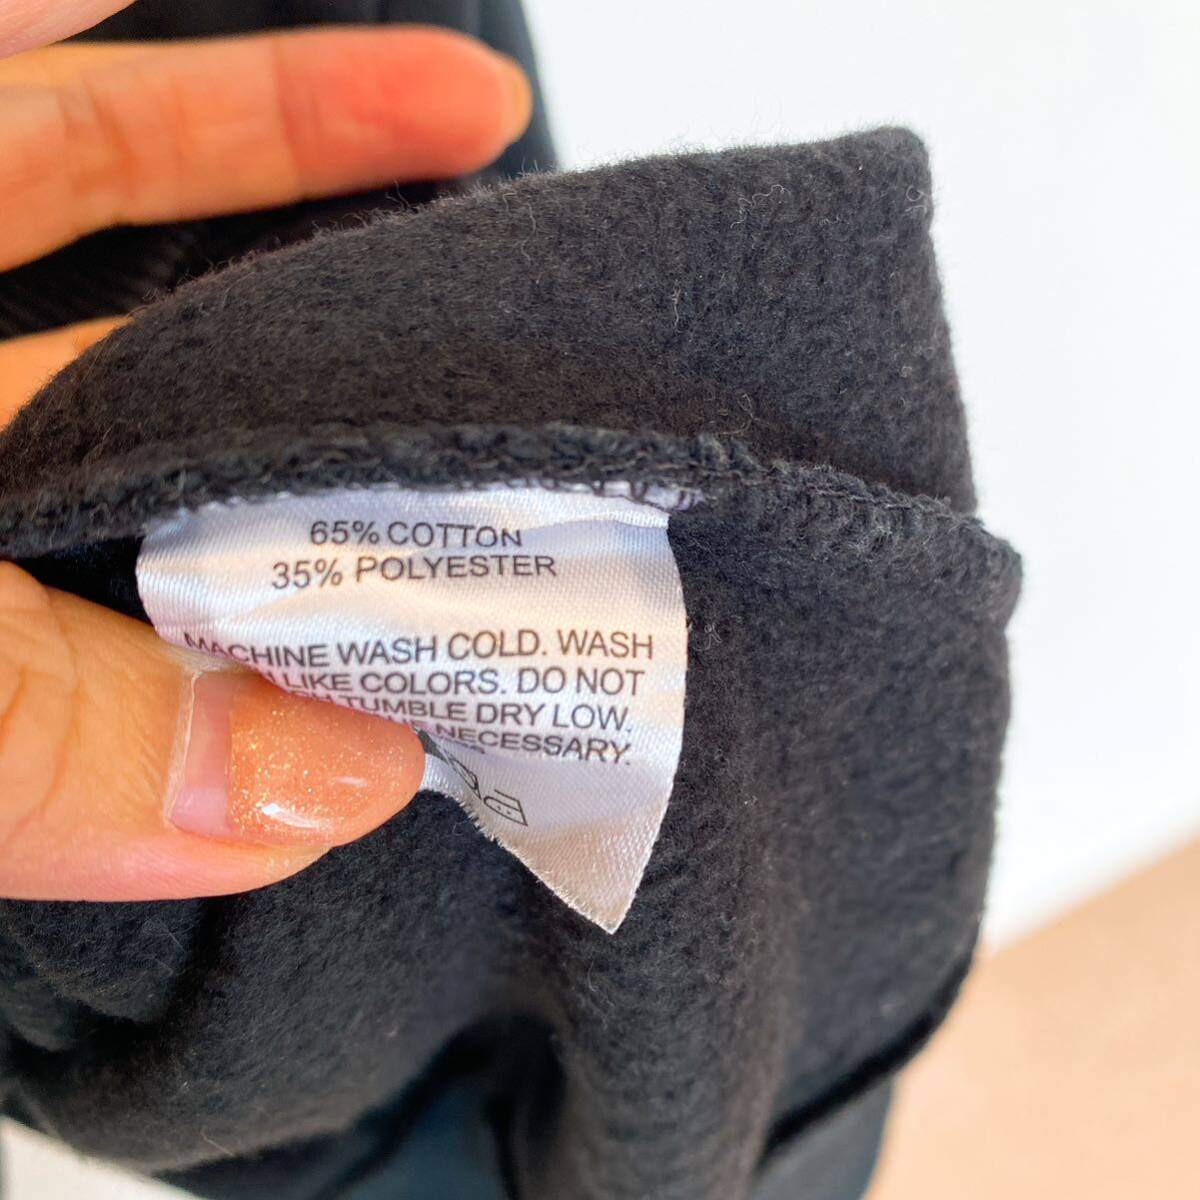 65% COTTON
35% POLYESTER
MACHINE WASH COLD. WASH
LIKE COLORS. DO NOT
TUMBLE DRY LOW.
NECESSARY.